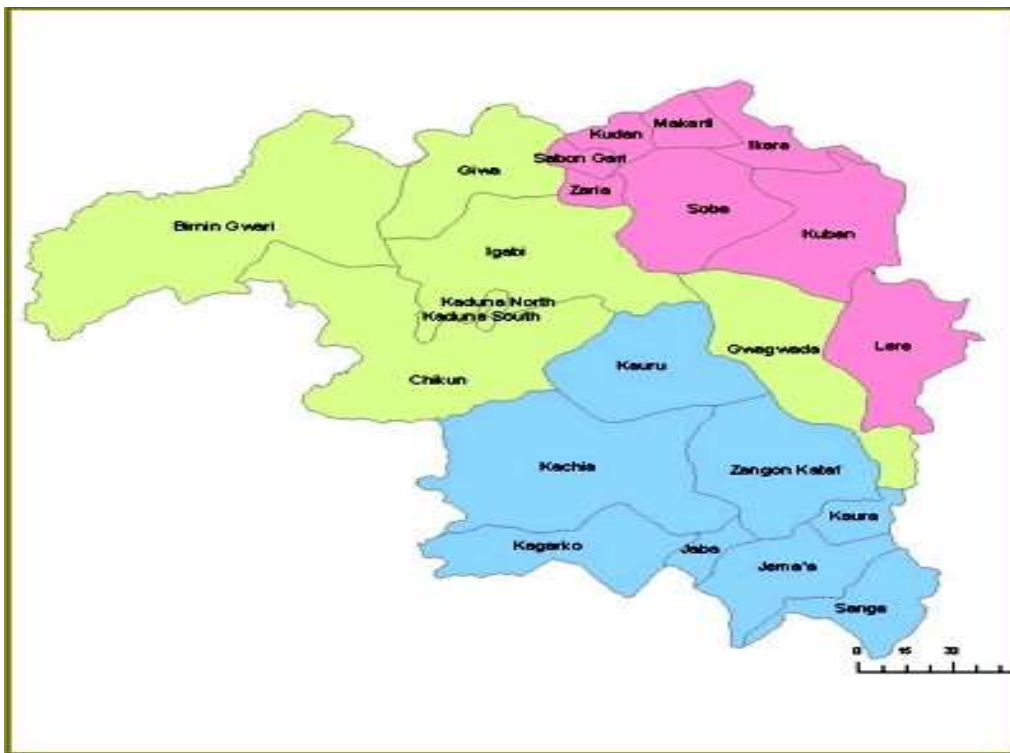 Makarfi
Kudan
Ikara
Sabon Gari
Giwa
Zaria
Soba
Birnin Gwari
Kuban
Igabi
Kaduna North
Kaduna South
Lere
Gwagwada
Kauru
Chikun
Kachia
Zangon Kataf
Kaura
Kagarko
Jaba
Jema'a
Sanga
0 15 30